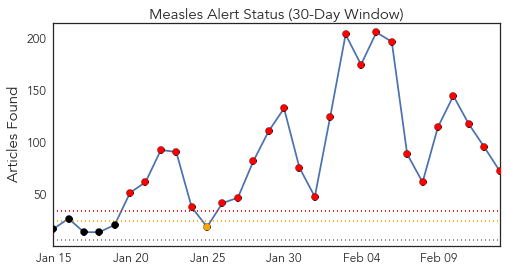 Measles Alert Status (30-Day Window)
Articles Found
200
150
100
50
Jan 15 Jan 20 Jan 25 Jan 30 Feb 04 Feb 09